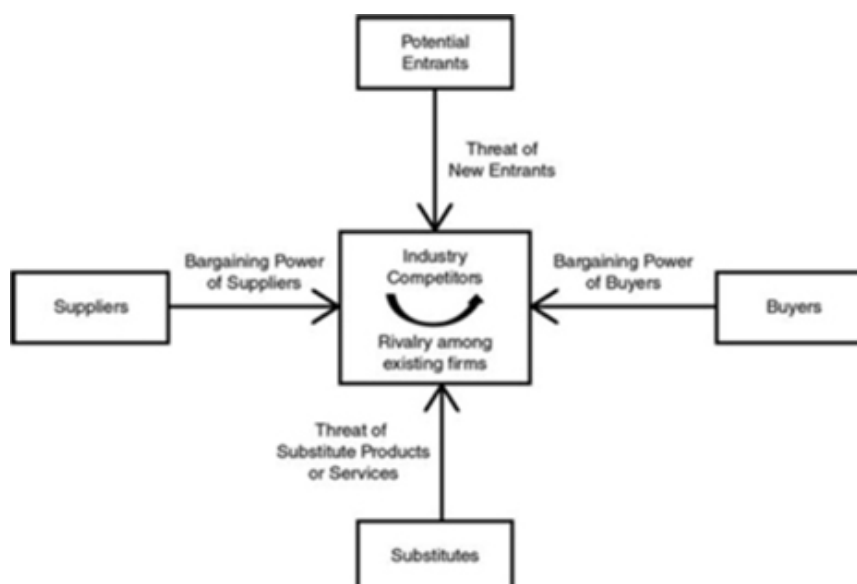 Potential
Entrants
Threat of
New Entrants
Bargaining Power
of Suppliers
Industry
Competitors
Bargaining Power
of Buyers
Suppliers
Buyers
Rivalry among
existing firms
Threat of
Substitute Products
or Services
Substitutes